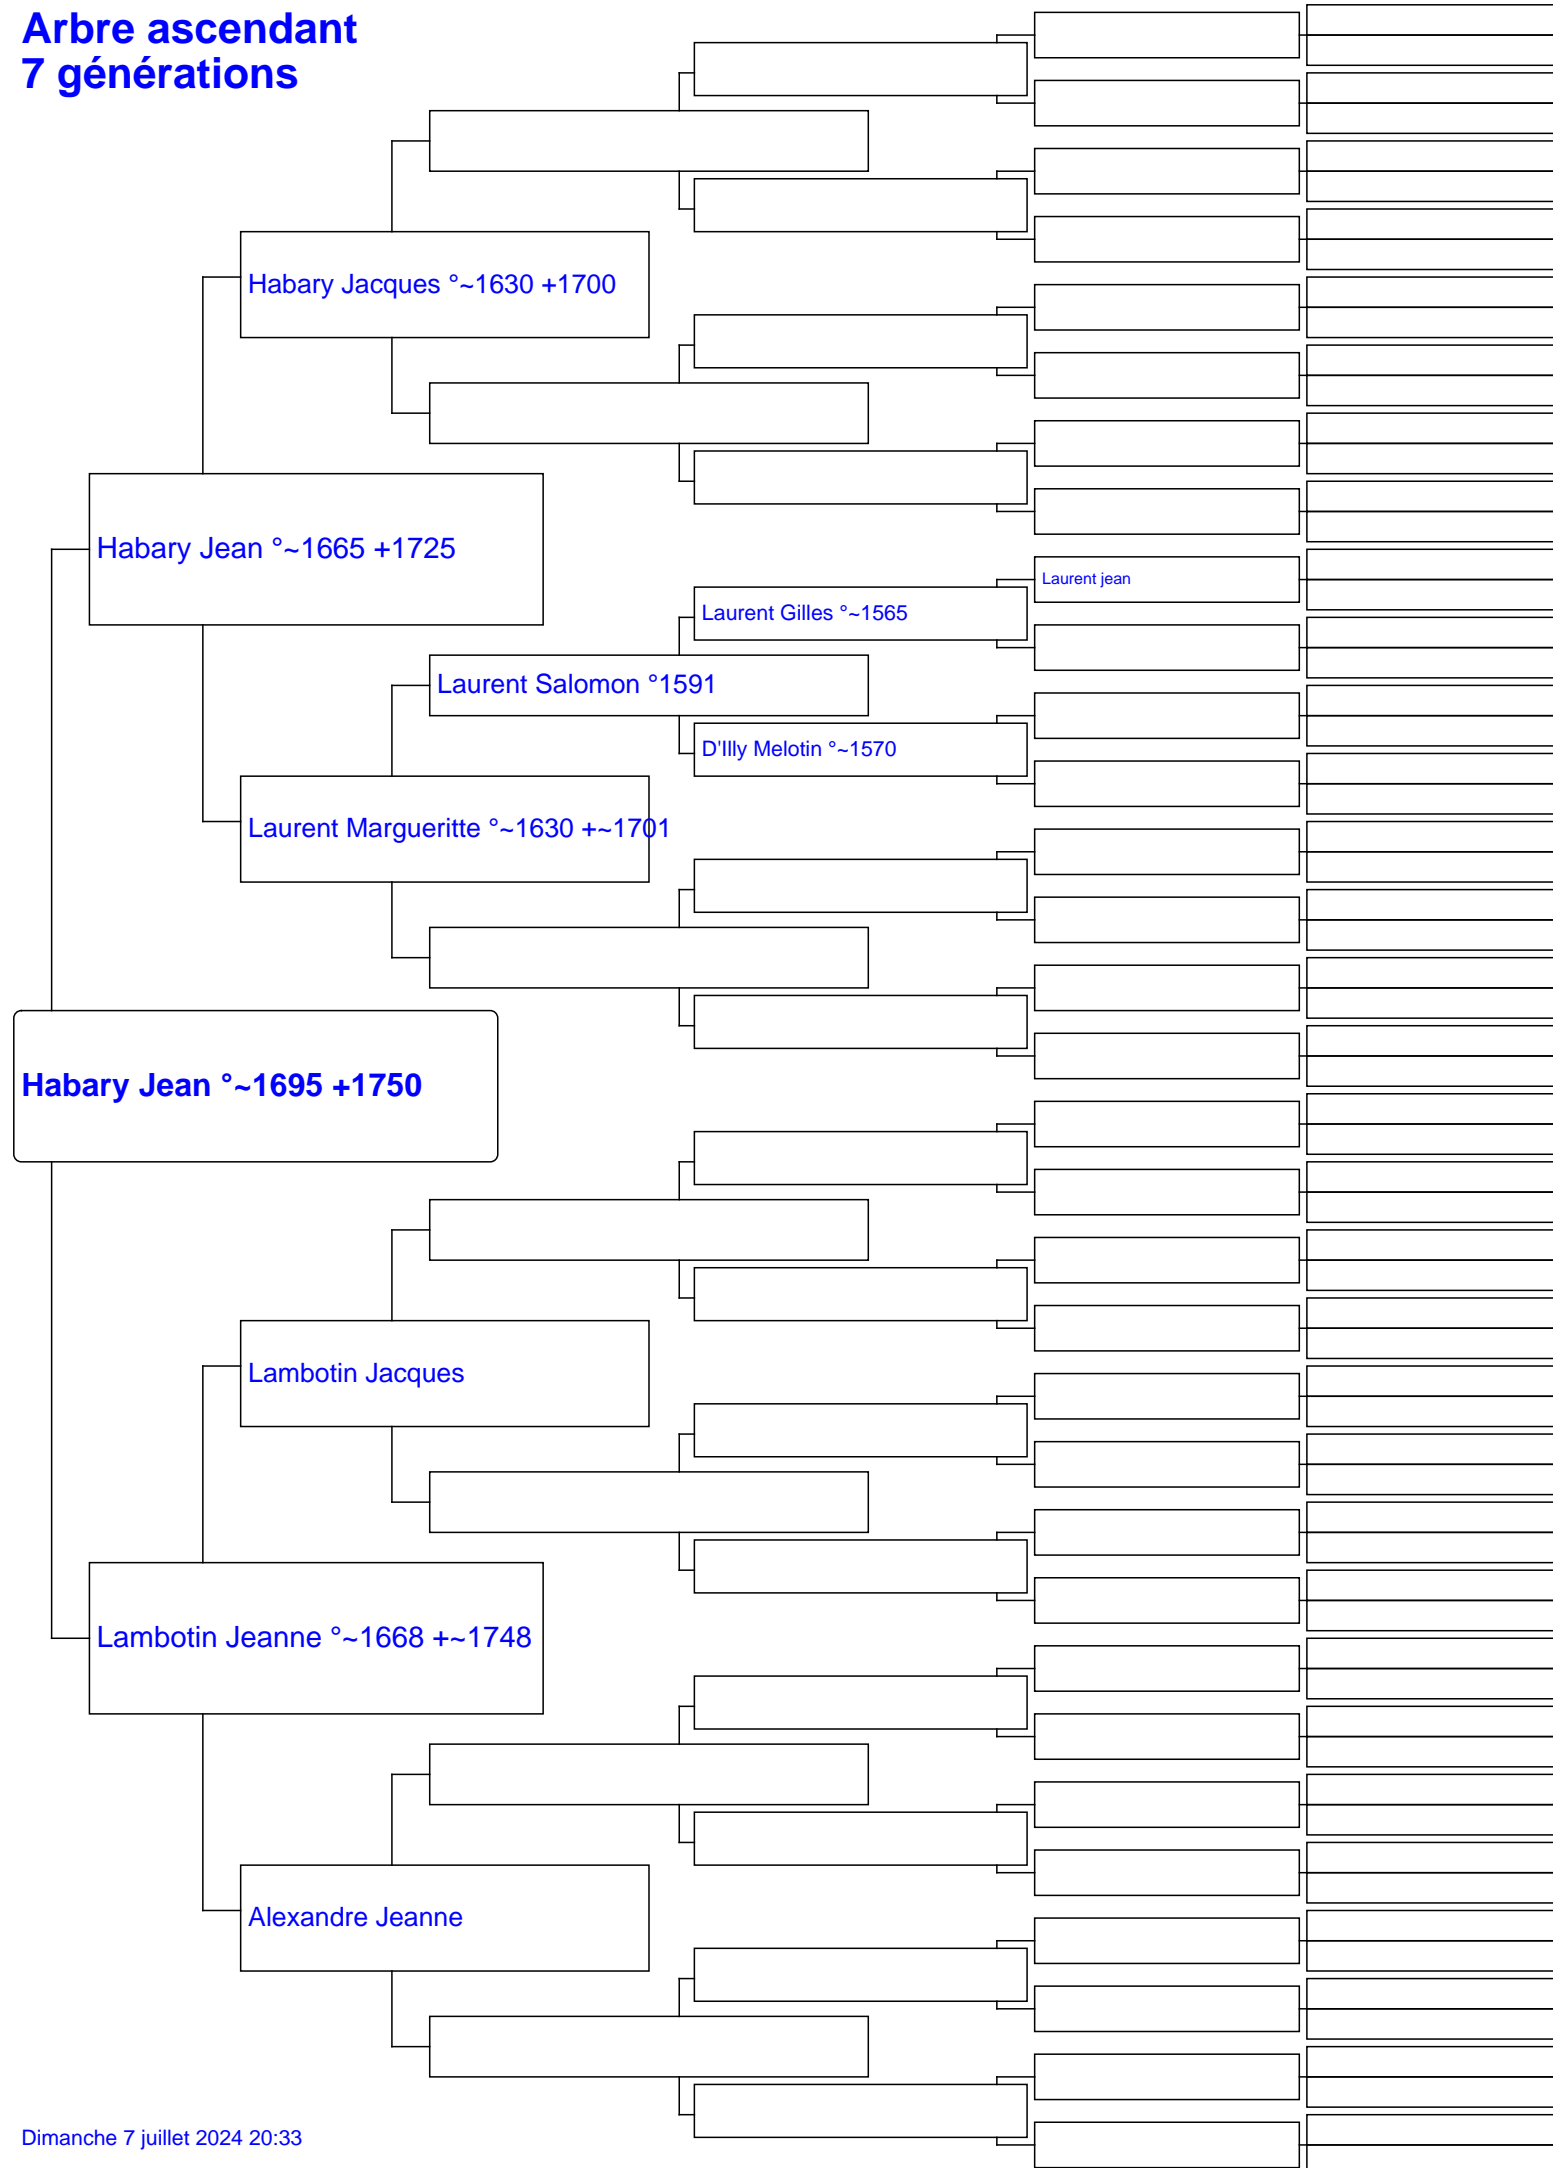 Arbre ascendant
7 générations
Habary Jacques °~1630 +1700
Habary Jean °~1665 +1725
Laurent jean
Laurent Gilles °~1565
Laurent Salomon °1591
D'Illy Melotin °~1570
Laurent Margueritte °~1630 +~1701
Habary Jean °~1695 +1750
Lambotin Jacques
Lambotin Jeanne °~1668 +~1748
Alexandre Jeanne
Dimanche 7 juillet 2024 20:33